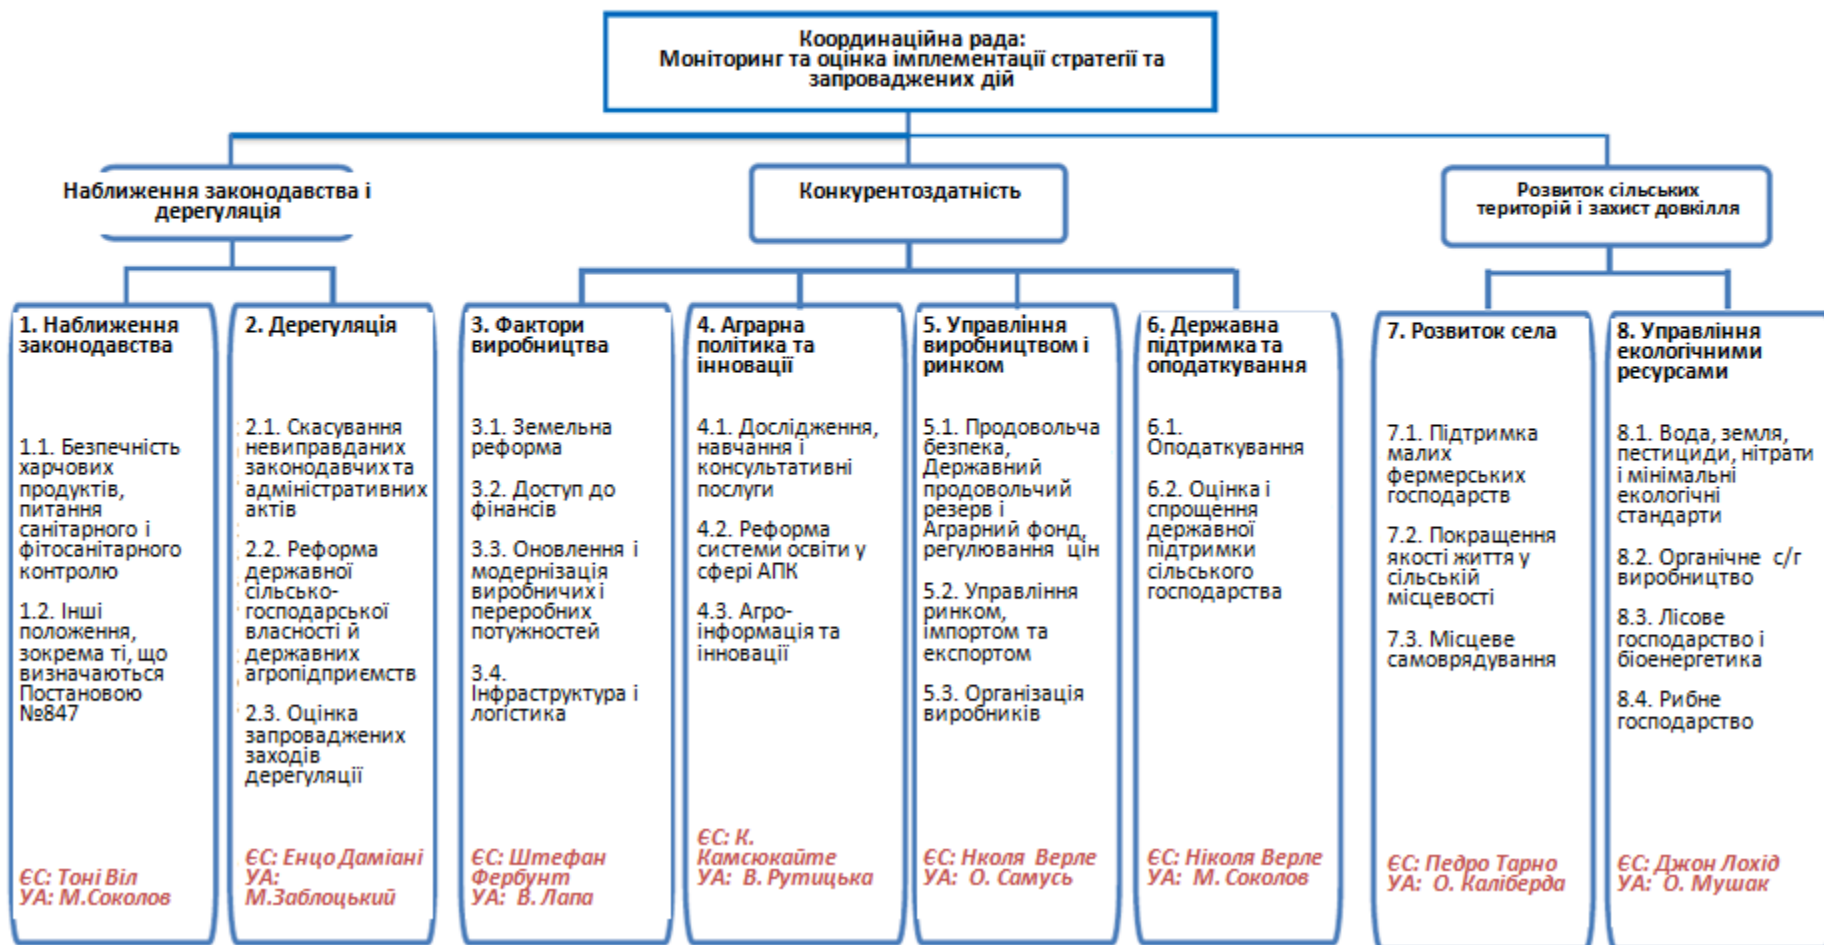 Координаційна рада:
Моніторинг та оцінка імплементації стратегії та
запроваджених дій
Наближення законодавства і
дерегуляція
Конкурентоздатність
Розвиток сільських
територій і захист довкілля
1. Наближення
законодавства
1.1. Безпечність
харчових
продуктів,
питання
санітарного і
фітосанітарного
контролю
1.2. Інші
положення,
зокрема ті, що
визначаються
Постановою
№847
ЄС: Тоні Віл
УА: М.Соколов
2. Дерегуляція
2.1. Скасування
невиправданих
законодавчих та
адміністративних
актів
2.2. Реформа
державної
сільсько-
господарської
власності й
державних
агропідприємств
2.3. Оцінка
запроваджених
заходів
дерегуляції
ЄС: Енцо Даміані
УА:
М.Заблоцький
3. Фактори
виробництва
3.1. Земельна
реформа
3.2. Доступ до
фінансів
3.3. Оновлення і
модернізація
виробничих і
переробних
потужностей
3.4.
Інфраструктура і
логістика
ЄС: Штефан
Фербунт
УА: В. Лапа
4. Аграрна
політика та
інновації
4.1. Дослідження,
навчання і
консультативні
послуги
4.2. Реформа
системи освіти у
сфері АПК
4.3. Агро-
інформація та
інновації
ЄС: К.
Камсюкайте
УА: В. Рутицька
5. Управління
виробництвом і
ринком
5.1. Продовольча
безпека,
Державний
продовольчий
резерв і
Аграрний фонд,
регулювання цін
5.2. Управління
ринком,
імпортом та
експортом
5.3. Організація
виробників
ЄС: Нколя Верле
УА: О. Самусь
6. Державна
підтримка та
оподаткування
6.1.
Оподаткування
6.2. Оцінка і
спрощення
державної
підтримки
сільського
господарства
ЄС: Ніколя Верле
УА: М. Соколов
7. Розвиток села
7.1. Підтримка
малих
фермерських
господарств
7.2. Покращення
якості життя у
сільській
місцевості
7.3. Місцеве
самоврядування
ЄС: Педро Тарно
УА: О. Каліберда
8. Управління
екологічними
ресурсами
8.1. Вода, земля,
пестициди, нітрати
і мінімальні
екологічні
стандарти
8.2. Органічне с/г
виробництво
8.3. Лісове
господарство і
біоенергетика
8.4. Рибне
господарство
ЄС: Джон Лохід
УА: О. Мушак